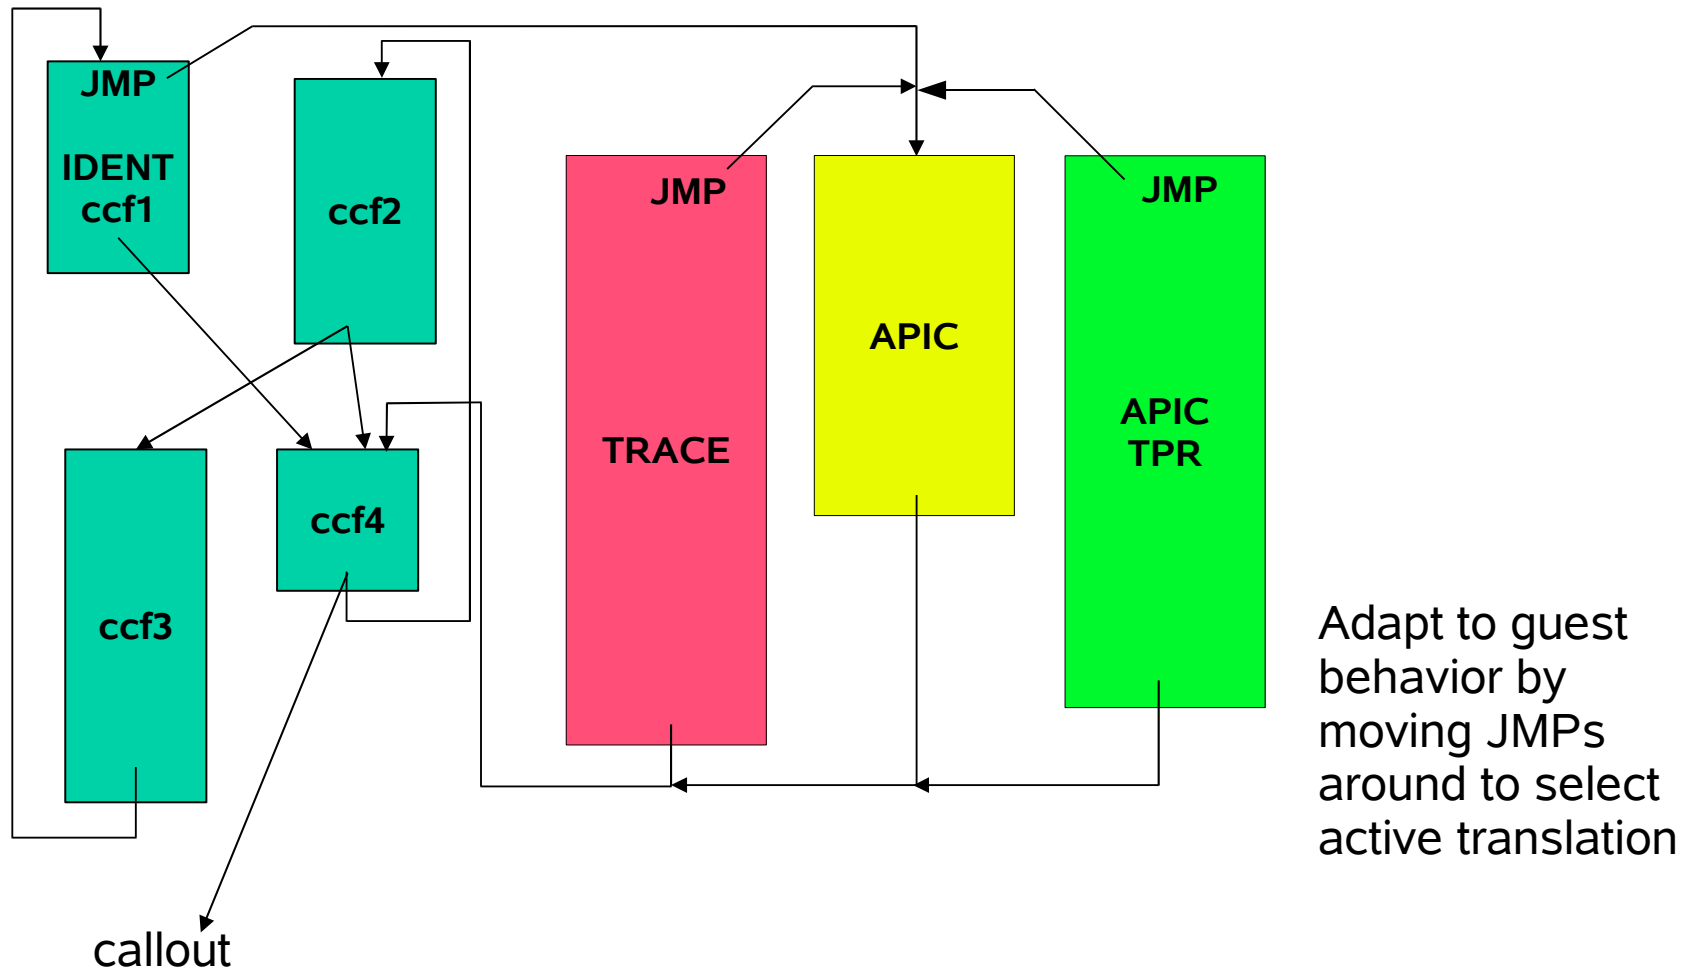 JMP
IDENT
ccf1
ccf2
JMP
TRACE
APIC
JMP
APIC
TPR
ccf3
ccf4
callout
Adapt to guest
behavior by
moving JMPs
around to select
active translation